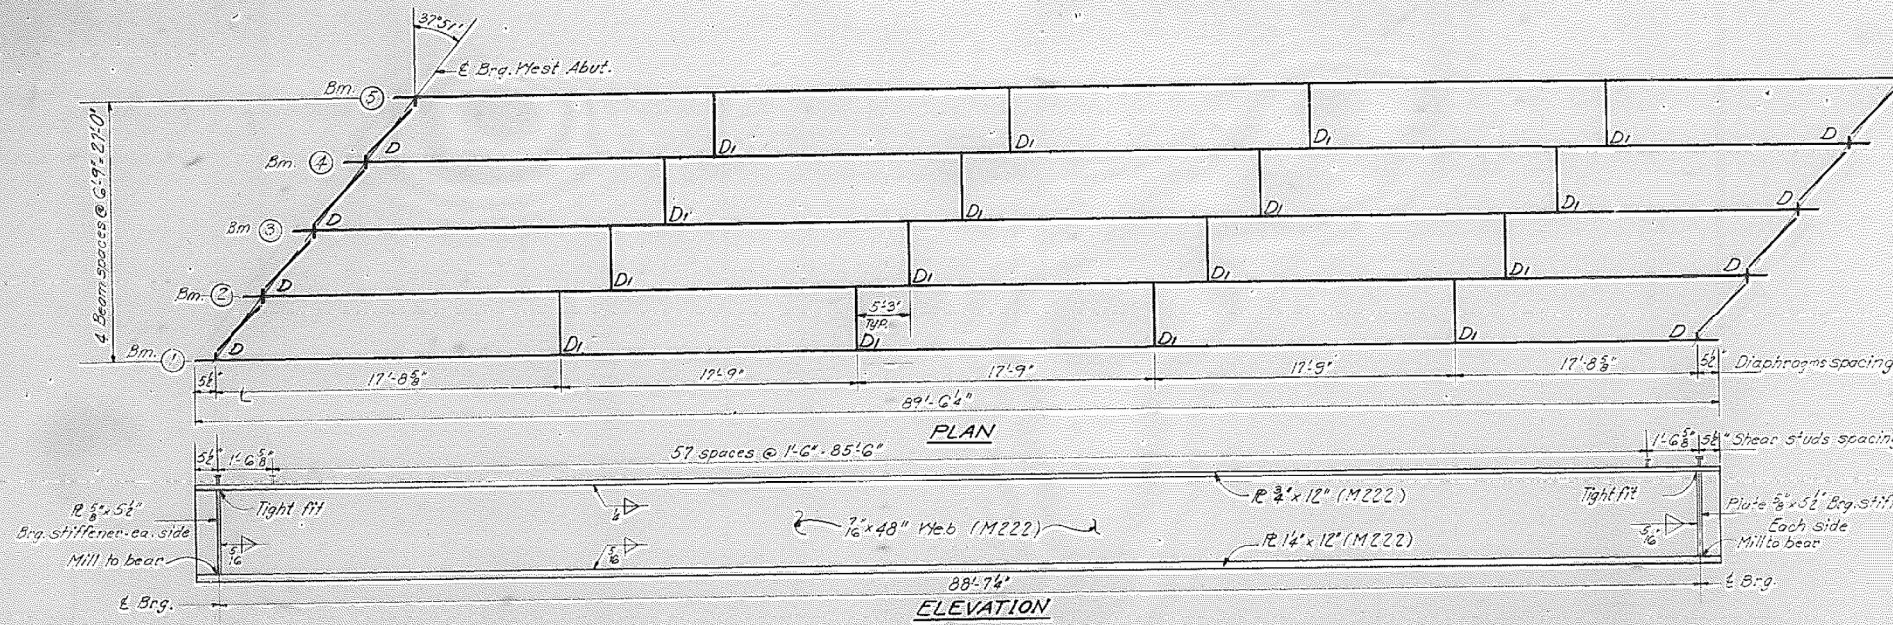 37°51'
℄ Brg. West Abut.
Bm. 5
Bm. 4
Bm 3
Bm. 2
Bm. 1
4 Beam spaces @ 6'-9"= 27'-0"
D
D
D
D
D1 D1 D1 D1 D
D1 D1 D1 D1 D
D1 D1 D1 D1 D
D1 D1 D1 D1 D
5'-3"
TYP.
5½" 17'-8⅝" 17'-9" 17'-9" 17'-9" 17'-8⅝" 5½" Diaphragms spacing
89'-6¼"
PLAN
5½" 1'-6⅝" 57 spaces @ 1'-6" = 85'-6" 1'-6⅝" 5½" Shear studs spacing
℄ ⅝" x 5½"
Brg. stiffener-ea. side
Tight fit
5/16
Mill to bear
5/16
7/16" x 48" Web (M222)
PL ¾" x 12" (M222)
PL 1¼" x 12" (M222)
Tight fit
Plate ⅝" x 5½" Brg.
Each side
5/16
Mill to bear
℄ Brg.
88'-7¼"
℄ Brg.
ELEVATION